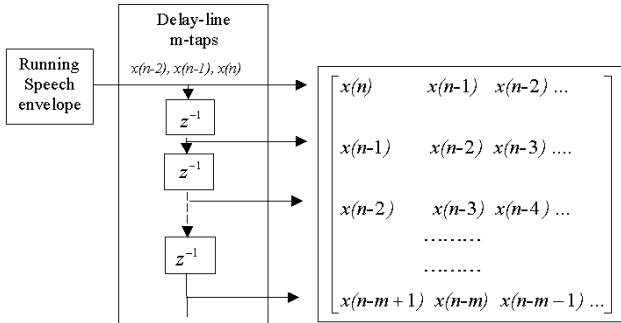 Delay-line
m-taps
Running
Speech
envelope
x(n-2), x(n-1), x(n)
z⁻¹
z⁻¹
z⁻¹
x(n) x(n-1) x(n-2) ...
x(n-1) x(n-2) x(n-3) ....
x(n-2) x(n-3) x(n-4) ...
.........
.........
x(n-m+1) x(n-m) x(n-m-1) ...